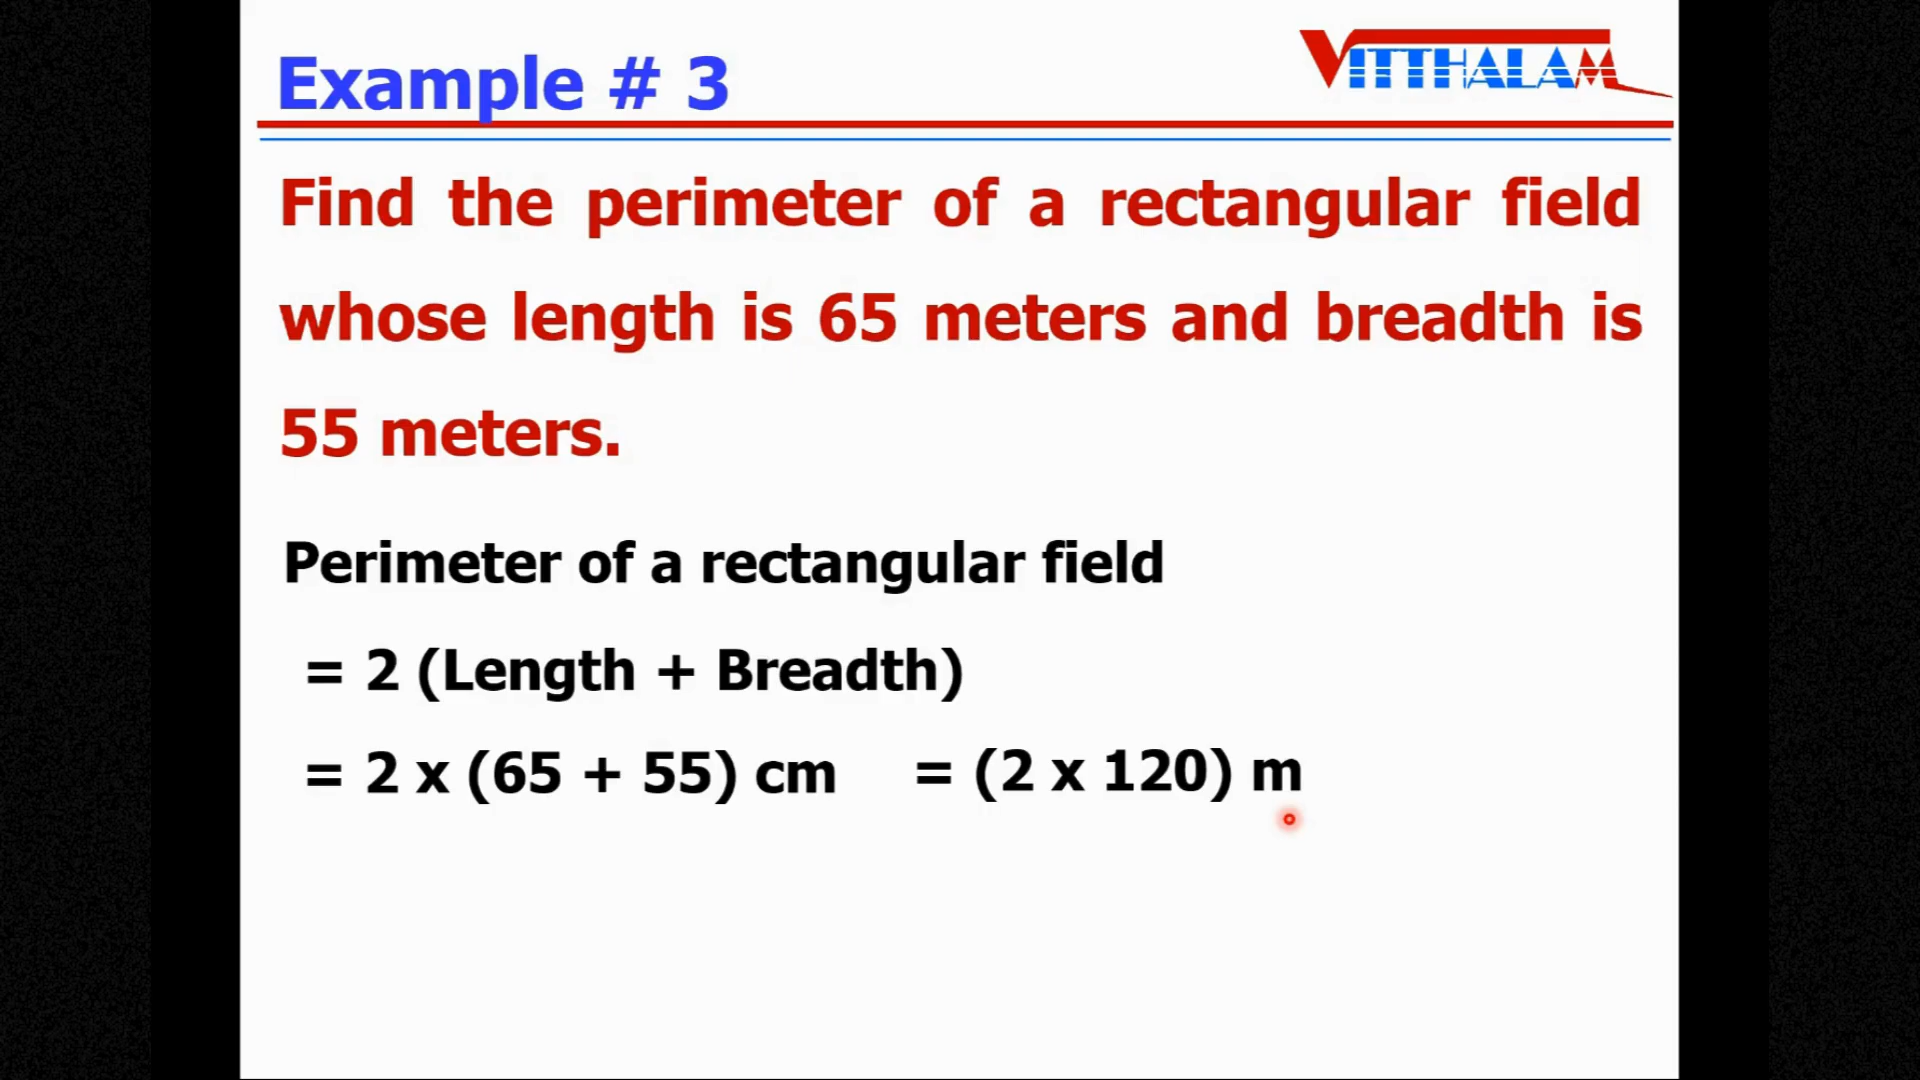 Example # 3
VITTHALAM
Find the perimeter of a rectangular field
whose length is 65 meters and breadth is
55 meters.
Perimeter of a rectangular field
= 2 (Length + Breadth)
= 2 x (65 + 55) cm = (2 x 120) m